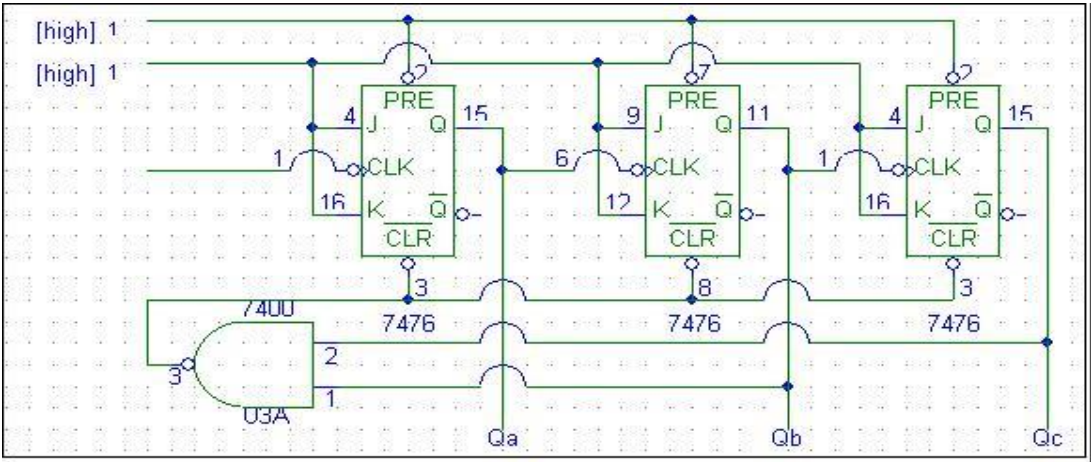 [high] 1
[high] 1
2 7 2
PRE PRE PRE
4 J Q 15 9 J Q 11 4 J Q 15
1 CLK 6 CLK 1 CLK
16 K Q 12 K Q 16 K Q
CLR CLR CLR
3 8 3
7400 7476 7476 7476
2
3
1
U3A
Qa Qb Qc